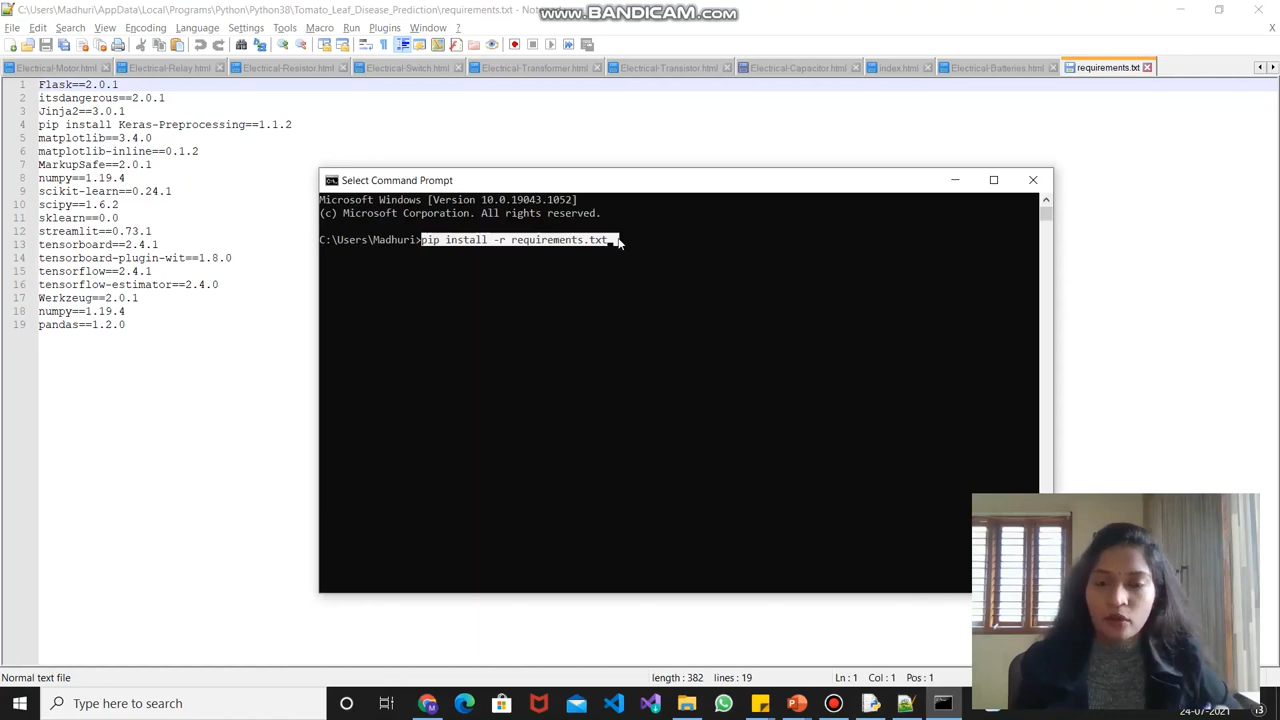 C:\Users\Madhuri\AppData\Local\Programs\Python\Python38\Tomato_Leaf_Disease_Prediction\requirements.txt - Note
www.BANDICAM.com
File Edit Search View Encoding Language Settings Tools Macro Run Plugins Window ?
X
Electrical-Motor.html Electrical-Relay.html Electrical-Resistor.html Electrical-Switch.html Electrical-Transformer.html Electrical-Transistor.html Electrical-Capacitor.html index.html Electrical-Batteries.html requirements.txt
1 Flask==2.0.1
2 itsdangerous==2.0.1
3 Jinja2==3.0.1
4 pip install Keras-Preprocessing==1.1.2
5 matplotlib==3.4.0
6 matplotlib-inline==0.1.2
7 MarkupSafe==2.0.1
8 numpy==1.19.4
9 scikit-learn==0.24.1
10 scipy==1.6.2
11 sklearn==0.0
12 streamlit==0.73.1
13 tensorboard==2.4.1
14 tensorboard-plugin-wit==1.8.0
15 tensorflow==2.4.1
16 tensorflow-estimator==2.4.0
17 Werkzeug==2.0.1
18 numpy==1.19.4
19 pandas==1.2.0
Select Command Prompt
Microsoft Windows [Version 10.0.19043.1052]
(c) Microsoft Corporation. All rights reserved.
C:\Users\Madhuri>pip install -r requirements.txt
Normal text file length : 382 lines : 19 Ln : 1 Col : 1 Pos : 1
Type here to search
24-07-2021
13